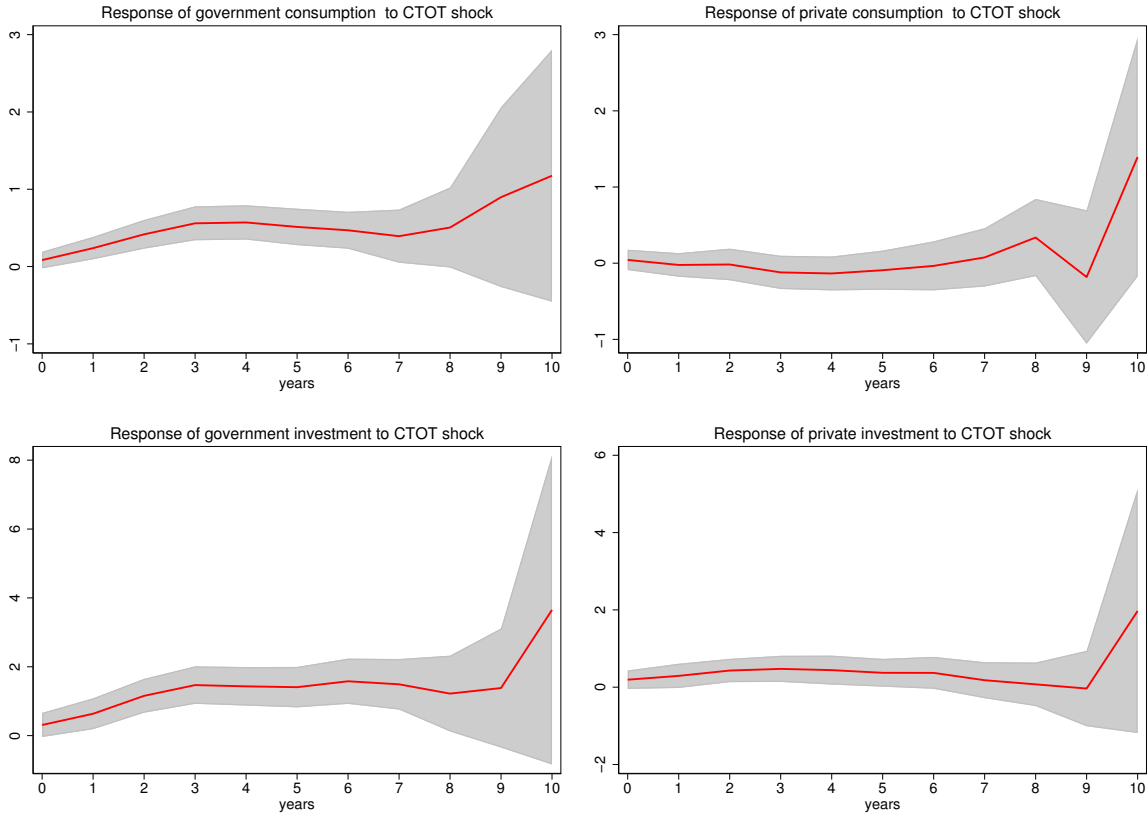 Response of government consumption to CTOT shock
3
2
1
0
−1
0 1 2 3 4 5 6 7 8 9 10
years
Response of private consumption to CTOT shock
3
2
1
0
−1
0 1 2 3 4 5 6 7 8 9 10
years
Response of government investment to CTOT shock
8
6
4
2
0
0 1 2 3 4 5 6 7 8 9 10
years
Response of private investment to CTOT shock
6
4
2
0
−2
0 1 2 3 4 5 6 7 8 9 10
years